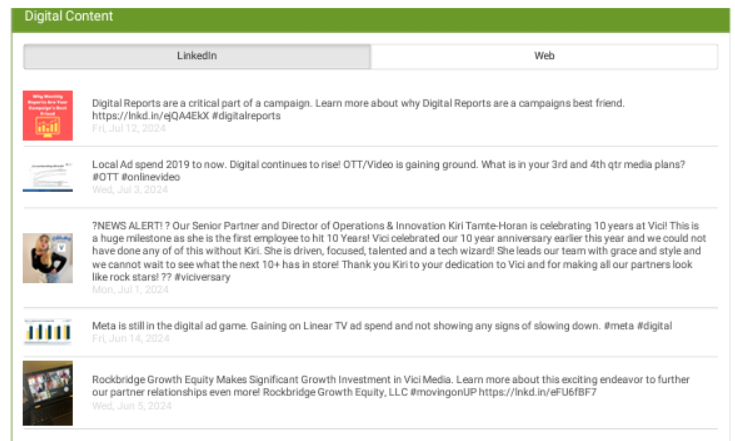 Digital Content
LinkedIn
Web
Why Weekly
Reports Are Your
Campaign's Best
Friend
Digital Reports are a critical part of a campaign. Learn more about why Digital Reports are a campaigns best friend.
https://lnkd.in/ejQA4EkX #digitalreports
Fri, Jul 12, 2024
Local Ad spend 2019 to now. Digital continues to rise! OTT/Video is gaining ground. What is in your 3rd and 4th qtr media plans?
#OTT #onlinevideo
Wed, Jul 3, 2024
?NEWS ALERT! ? Our Senior Partner and Director of Operations & Innovation Kiri Tamte-Horan is celebrating 10 years at Vici! This is
a huge milestone as she is the first employee to hit 10 Years! Vici celebrated our 10 year anniversary earlier this year and we could not
have done any of of this without Kiri. She is driven, focused, talented and a tech wizard! She leads our team with grace and style and
we cannot wait to see what the next 10+ has in store! Thank you Kiri to your dedication to Vici and for making all our partners look
like rock stars! ?? #viciversary
Mon, Jul 1, 2024
Meta is still in the digital ad game. Gaining on Linear TV ad spend and not showing any signs of slowing down. #meta #digital
Fri, Jun 14, 2024
Rockbridge Growth Equity Makes Significant Growth Investment in Vici Media. Learn more about this exciting endeavor to further
our partner relationships even more! Rockbridge Growth Equity, LLC #movingonUP https://lnkd.in/eFU6fBF7
Wed, Jun 5, 2024